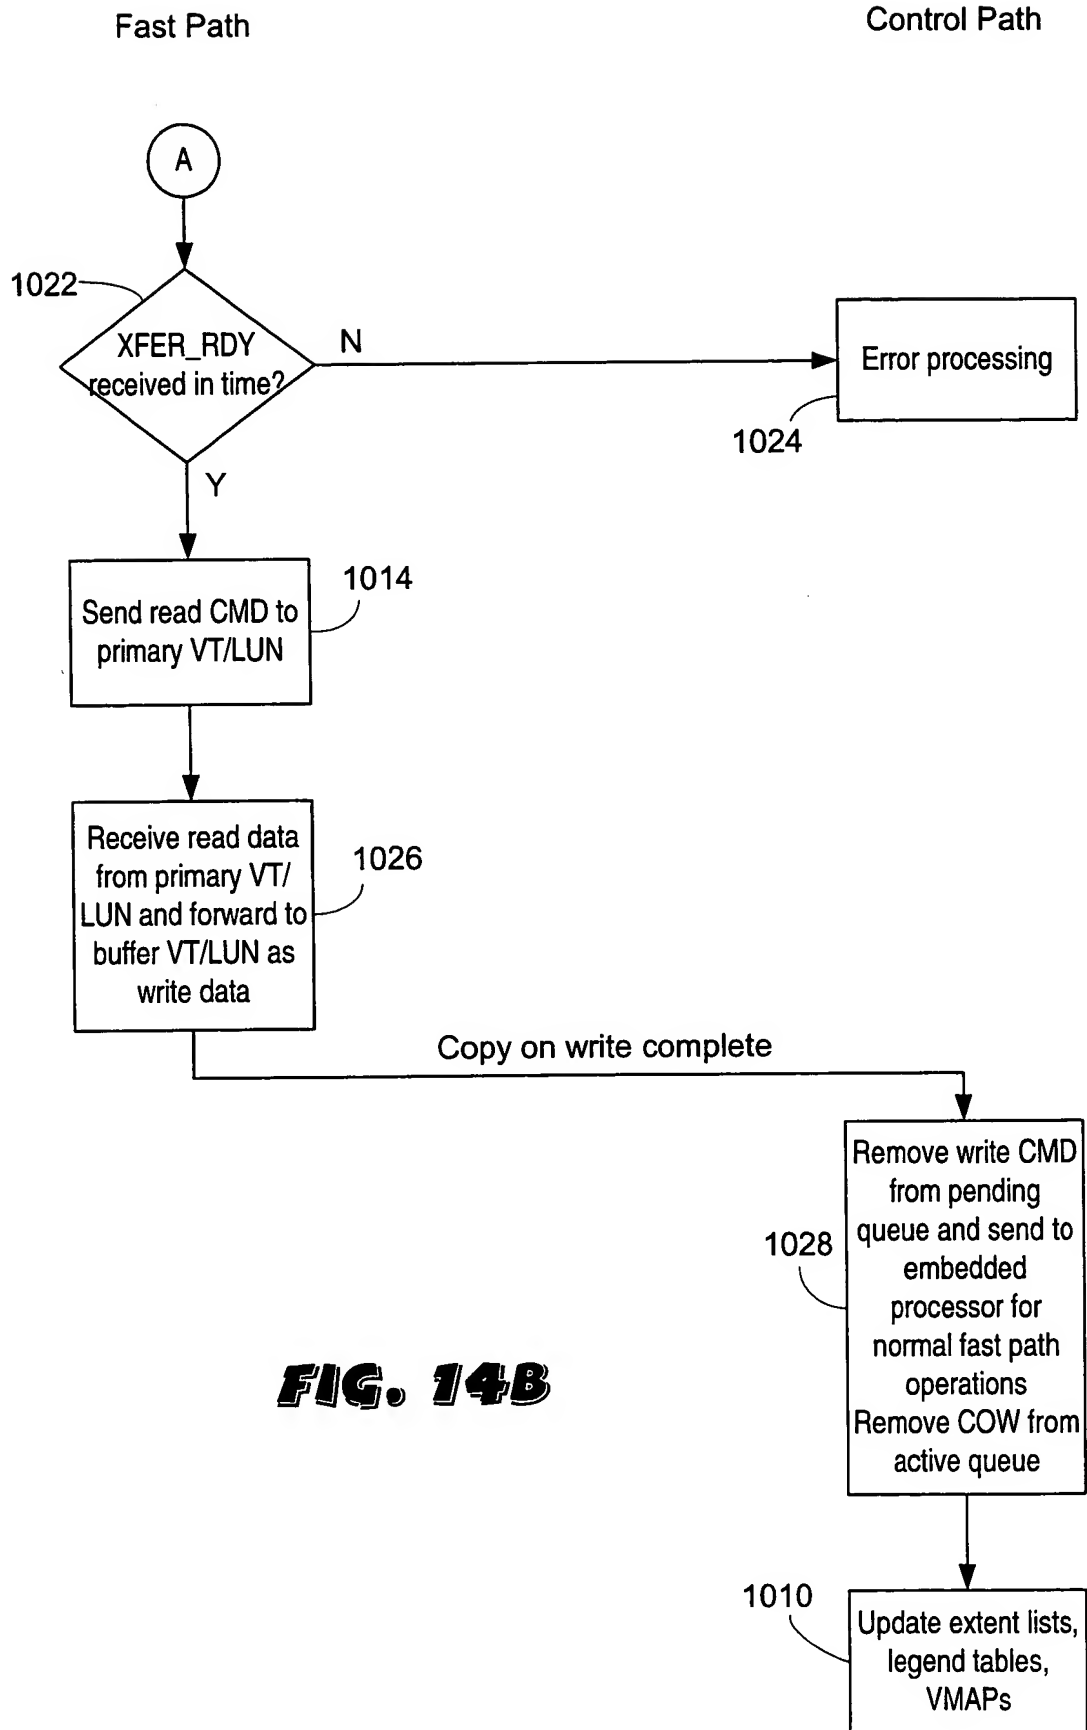 Fast Path
Control Path
A
1022
XFER_RDY
received in time?
N
Error processing
1024
Y
Send read CMD to
primary VT/LUN
1014
Receive read data
from primary VT/
LUN and forward to
buffer VT/LUN as
write data
1026
Copy on write complete
Remove write CMD
from pending
queue and send to
embedded
processor for
normal fast path
operations
Remove COW from
active queue
1028
FIG. 14B
1010
Update extent lists,
legend tables,
VMAPs